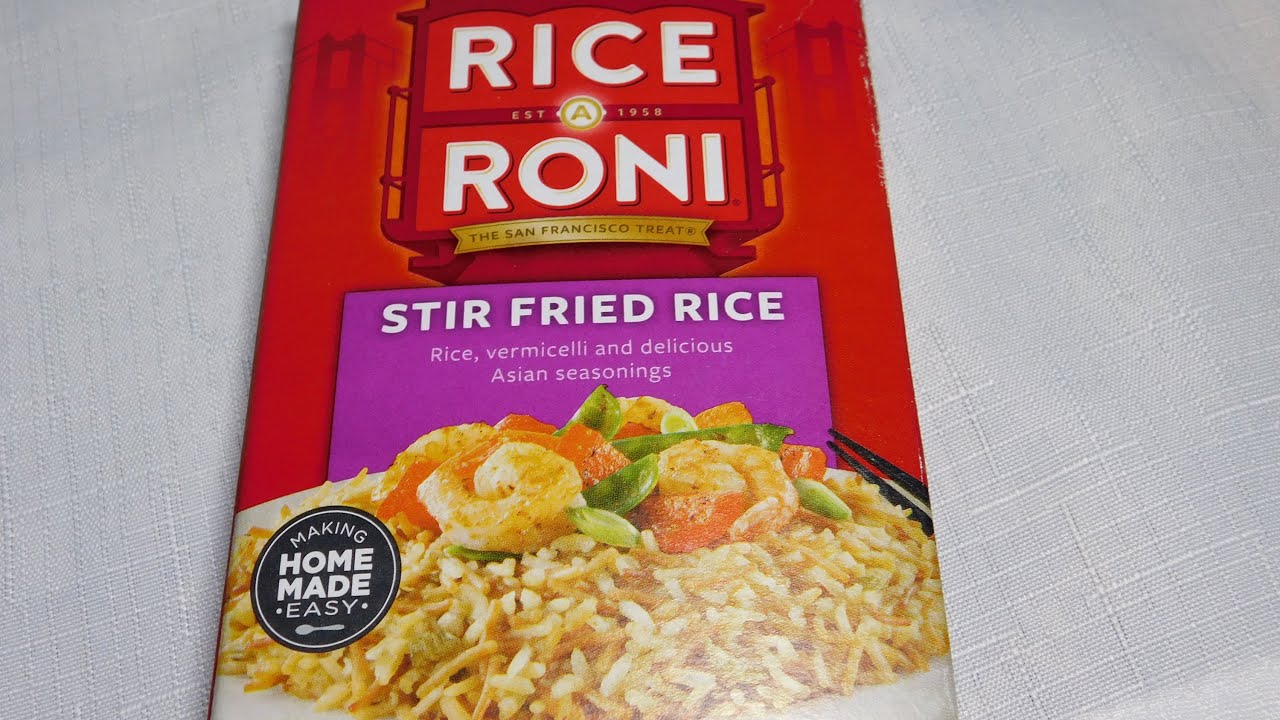 RICE
EST A 1958
RONI®
THE SAN FRANCISCO TREAT®
STIR FRIED RICE
Rice, vermicelli and delicious
Asian seasonings
MAKING
HOME
MADE
• EASY •